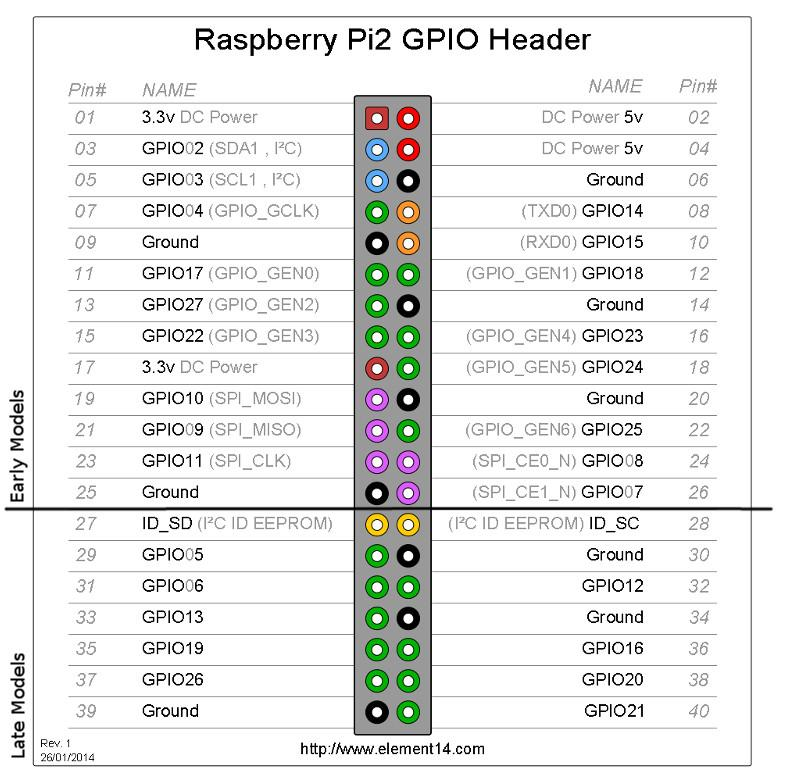 Raspberry Pi2 GPIO Header
Pin# NAME NAME Pin#
01 3.3v DC Power DC Power 5v 02
03 GPIO02 (SDA1 , I²C) DC Power 5v 04
05 GPIO03 (SCL1 , I²C) Ground 06
07 GPIO04 (GPIO_GCLK) (TXD0) GPIO14 08
09 Ground (RXD0) GPIO15 10
11 GPIO17 (GPIO_GEN0) (GPIO_GEN1) GPIO18 12
13 GPIO27 (GPIO_GEN2) Ground 14
15 GPIO22 (GPIO_GEN3) (GPIO_GEN4) GPIO23 16
17 3.3v DC Power (GPIO_GEN5) GPIO24 18
19 GPIO10 (SPI_MOSI) Ground 20
21 GPIO09 (SPI_MISO) (GPIO_GEN6) GPIO25 22
23 GPIO11 (SPI_CLK) (SPI_CE0_N) GPIO08 24
25 Ground (SPI_CE1_N) GPIO07 26
Early Models
27 ID_SD (I²C ID EEPROM) (I²C ID EEPROM) ID_SC 28
29 GPIO05 Ground 30
31 GPIO06 GPIO12 32
33 GPIO13 Ground 34
35 GPIO19 GPIO16 36
37 GPIO26 GPIO20 38
39 Ground GPIO21 40
Late Models
Rev. 1
26/01/2014
http://www.element14.com